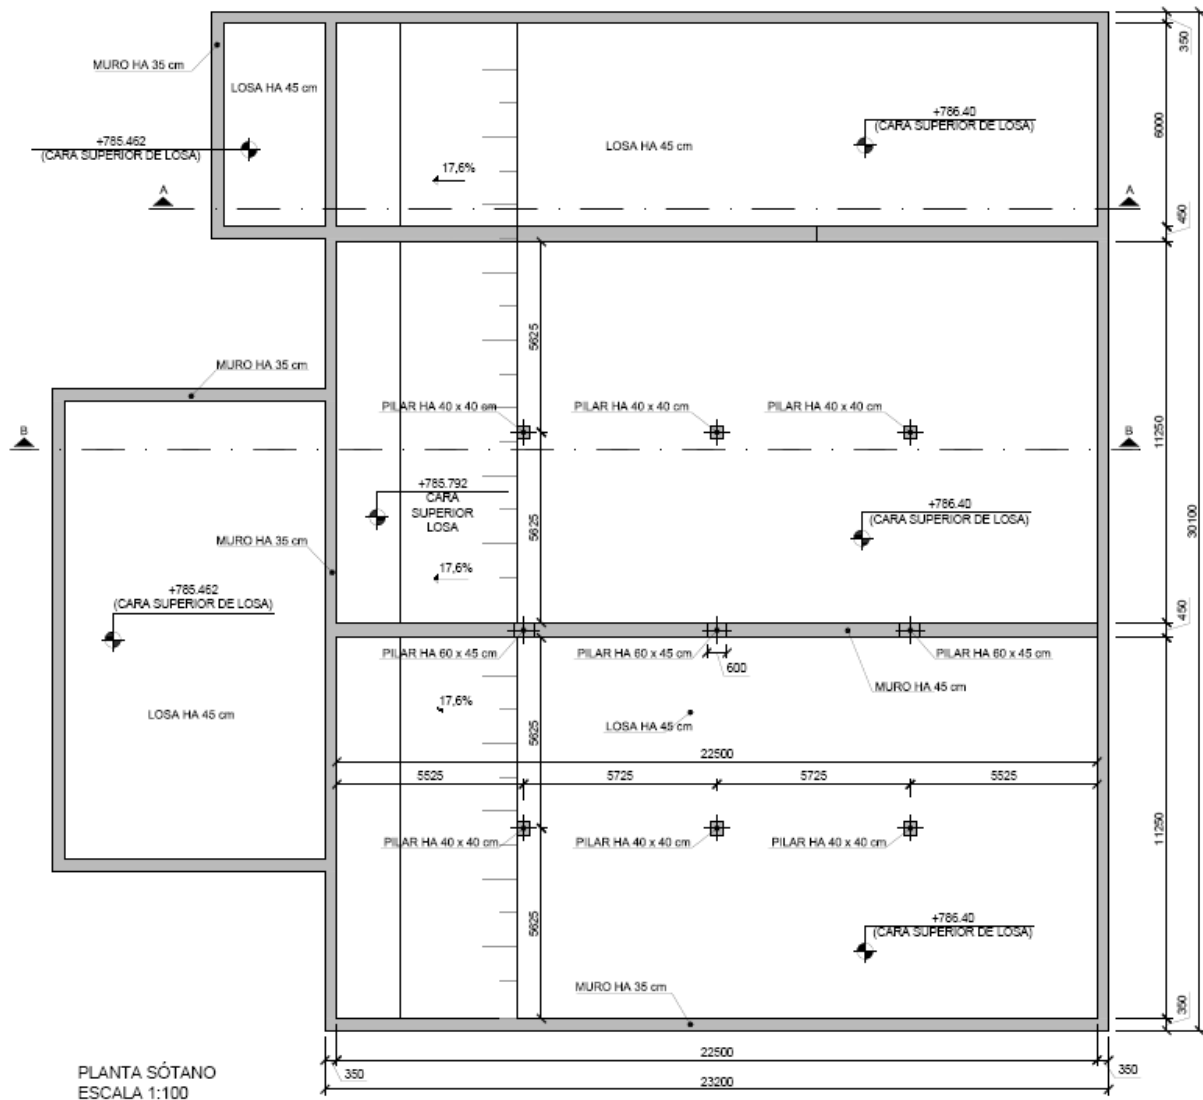 350
MURO HA 35 cm
LOSA HA 45 cm
+785.462
(CARA SUPERIOR DE LOSA)
+786.40
(CARA SUPERIOR DE LOSA)
6000
LOSA HA 45 cm
17,6%
A
A
450
5625
MURO HA 35 cm
PILAR HA 40 x 40 cm
PILAR HA 40 x 40 cm
PILAR HA 40 x 40 cm
B
B
11250
+785.792
CARA
SUPERIOR
LOSA
5625
+786.40
(CARA SUPERIOR DE LOSA)
30100
MURO HA 35 cm
17,6%
+785.462
(CARA SUPERIOR DE LOSA)
450
PILAR HA 60 x 45 cm
PILAR HA 60 x 45 cm
PILAR HA 60 x 45 cm
600
MURO HA 45 cm
17,6%
LOSA HA 45 cm
LOSA HA 45 cm
5625
22500
5525
5725
5725
5525
PILAR HA 40 x 40 cm
PILAR HA 40 x 40 cm
PILAR HA 40 x 40 cm
11250
5625
+786.40
(CARA SUPERIOR DE LOSA)
MURO HA 35 cm
350
22500
350
350
23200
PLANTA SÓTANO
ESCALA 1:100